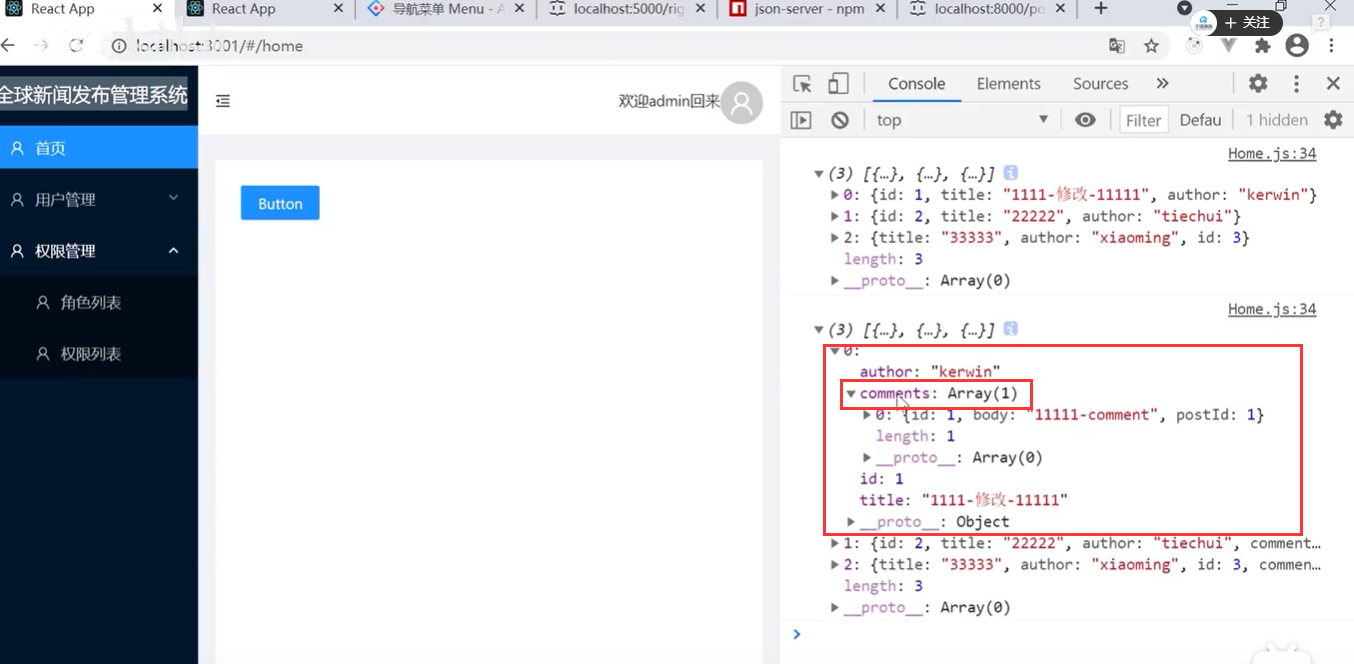 React App
React App
导航菜单 Menu - A
localhost:5000/rig
json-server - npm
localhost:8000/po
+ 关注
localhost:3001/#/home
全球新闻发布管理系统
首页
用户管理
权限管理
角色列表
权限列表
欢迎admin回来
Button
Console Elements Sources
top Filter Defau 1 hidden
Home.js:34
(3) [{…}, {…}, {…}]
0: {id: 1, title: "1111-修改-11111", author: "kerwin"}
1: {id: 2, title: "22222", author: "tiechui"}
2: {title: "33333", author: "xiaoming", id: 3}
length: 3
__proto__: Array(0)
Home.js:34
(3) [{…}, {…}, {…}]
0:
author: "kerwin"
comments: Array(1)
0: {id: 1, body: "11111-comment", postId: 1}
length: 1
__proto__: Array(0)
id: 1
title: "1111-修改-11111"
__proto__: Object
1: {id: 2, title: "22222", author: "tiechui", comment…
2: {title: "33333", author: "xiaoming", id: 3, commen…
length: 3
__proto__: Array(0)